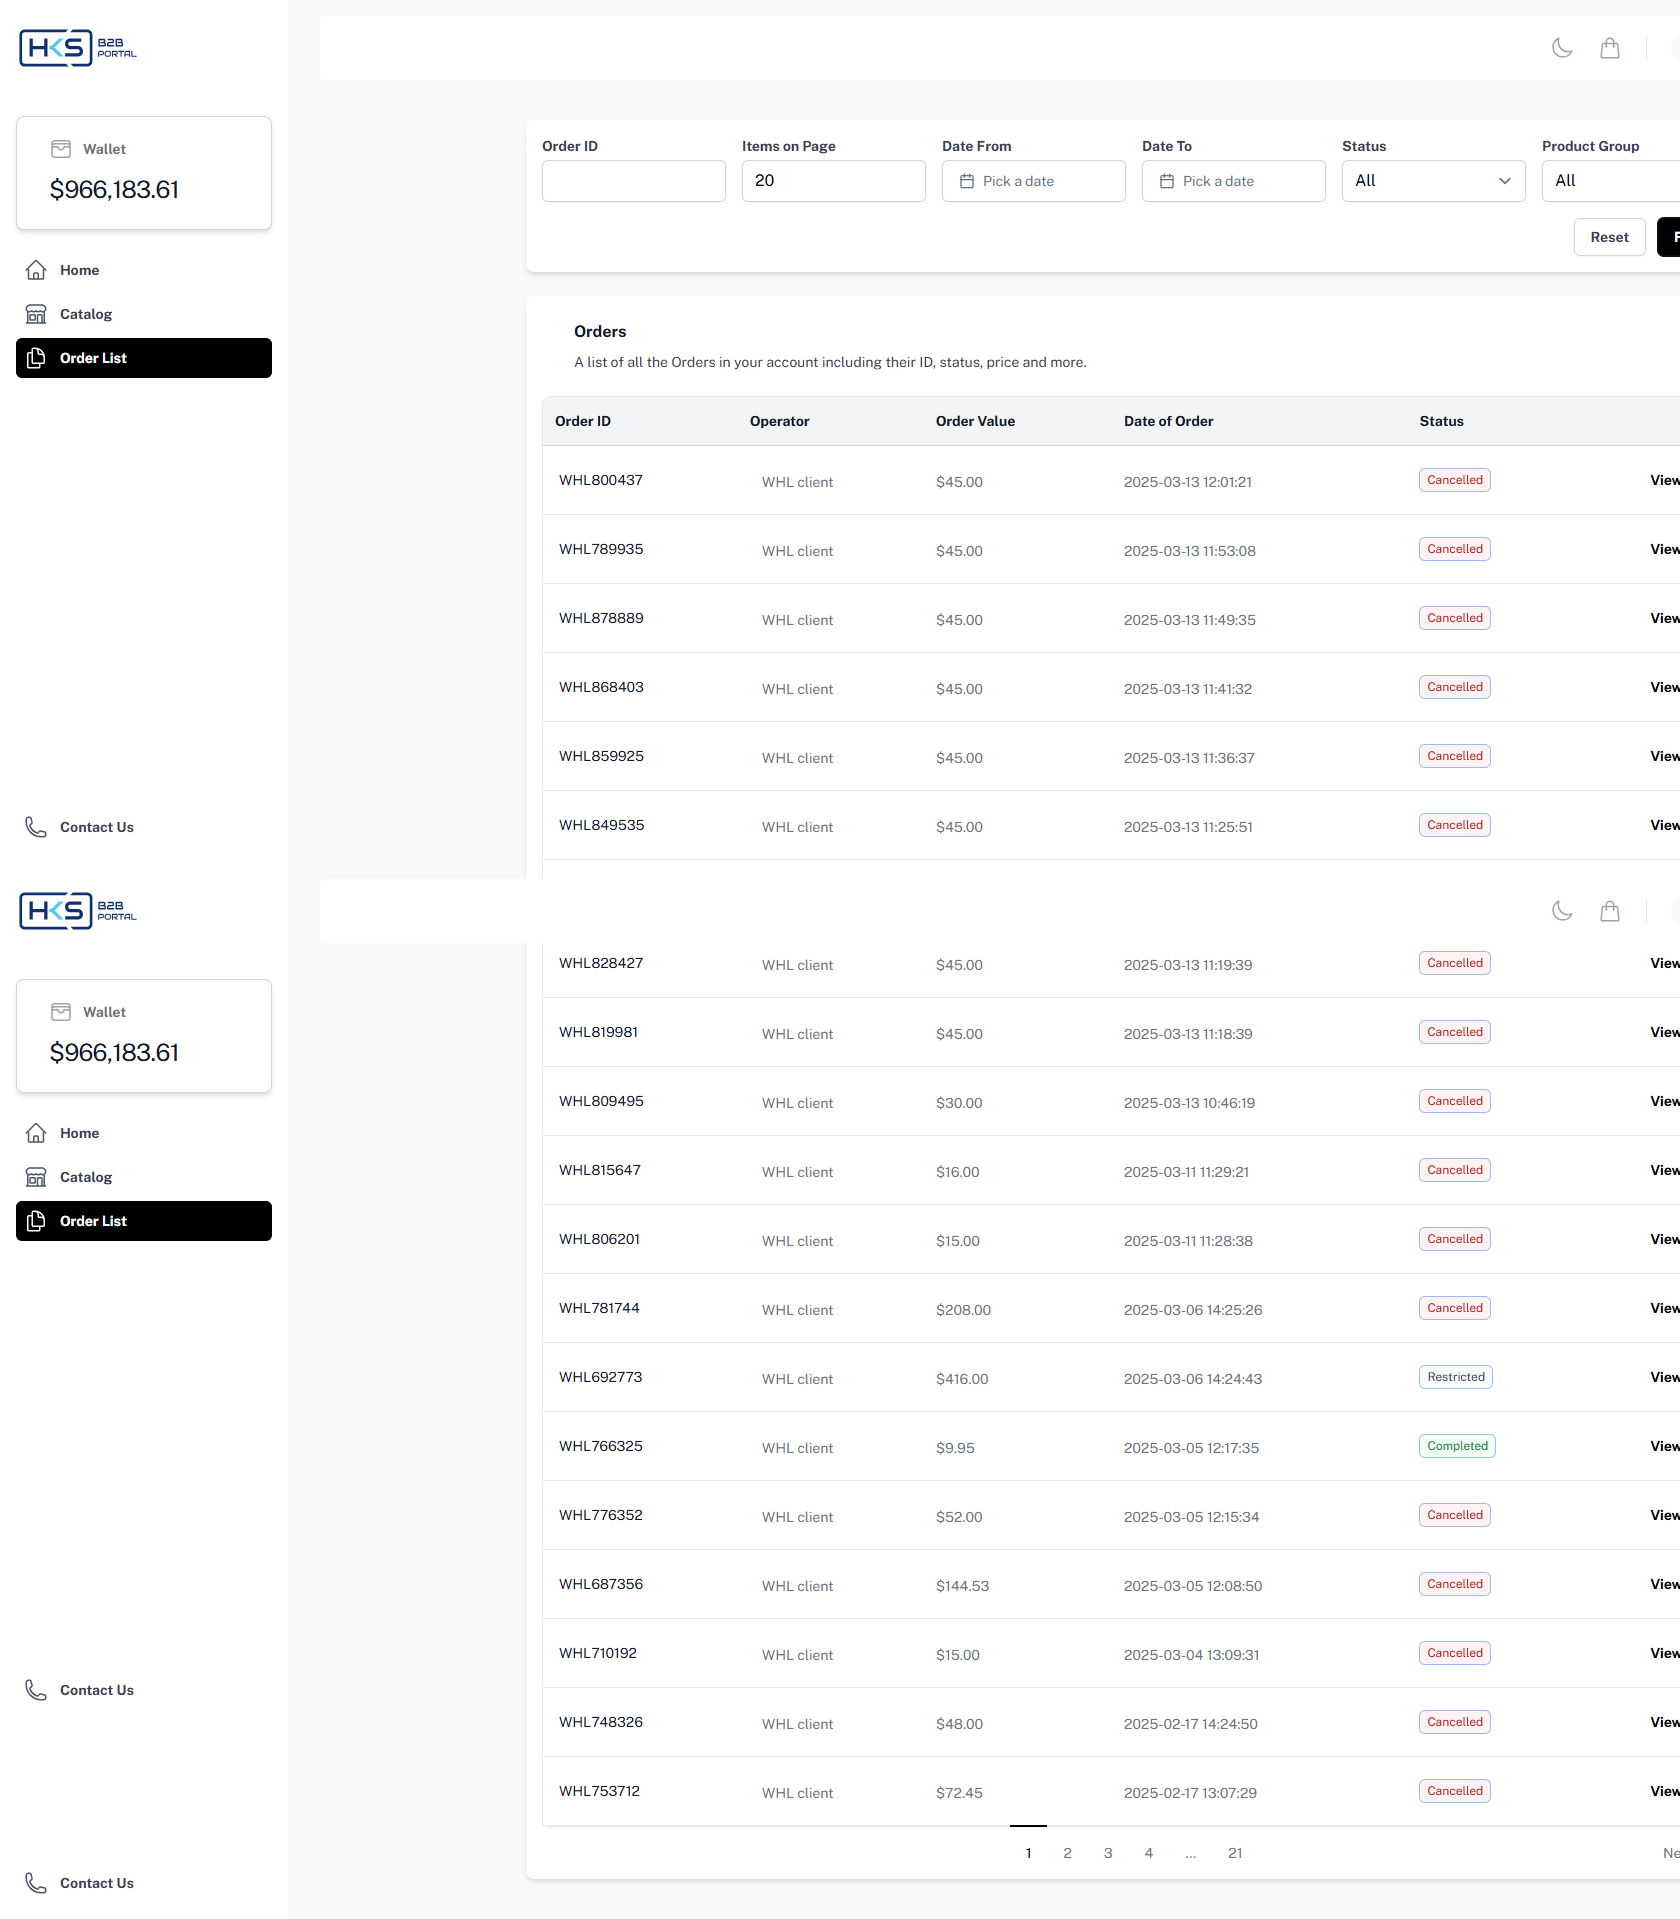 HKS B2B PORTAL
Wallet
$966,183.61
Home
Catalog
Order List
Contact Us
Order ID Items on Page Date From Date To Status Product Group
20 Pick a date Pick a date All All
Reset F
Orders
A list of all the Orders in your account including their ID, status, price and more.
Order ID Operator Order Value Date of Order Status
WHL800437 WHL client $45.00 2025-03-13 12:01:21 Cancelled View
WHL789935 WHL client $45.00 2025-03-13 11:53:08 Cancelled View
WHL878889 WHL client $45.00 2025-03-13 11:49:35 Cancelled View
WHL868403 WHL client $45.00 2025-03-13 11:41:32 Cancelled View
WHL859925 WHL client $45.00 2025-03-13 11:36:37 Cancelled View
WHL849535 WHL client $45.00 2025-03-13 11:25:51 Cancelled View
HKS B2B PORTAL
Wallet
$966,183.61
Home
Catalog
Order List
Contact Us
WHL828427 WHL client $45.00 2025-03-13 11:19:39 Cancelled View
WHL819981 WHL client $45.00 2025-03-13 11:18:39 Cancelled View
WHL809495 WHL client $30.00 2025-03-13 10:46:19 Cancelled View
WHL815647 WHL client $16.00 2025-03-11 11:29:21 Cancelled View
WHL806201 WHL client $15.00 2025-03-11 11:28:38 Cancelled View
WHL781744 WHL client $208.00 2025-03-06 14:25:26 Cancelled View
WHL692773 WHL client $416.00 2025-03-06 14:24:43 Restricted View
WHL766325 WHL client $9.95 2025-03-05 12:17:35 Completed View
WHL776352 WHL client $52.00 2025-03-05 12:15:34 Cancelled View
WHL687356 WHL client $144.53 2025-03-05 12:08:50 Cancelled View
WHL710192 WHL client $15.00 2025-03-04 13:09:31 Cancelled View
WHL748326 WHL client $48.00 2025-02-17 14:24:50 Cancelled View
WHL753712 WHL client $72.45 2025-02-17 13:07:29 Cancelled View
1 2 3 4 ... 21 Ne
Contact Us